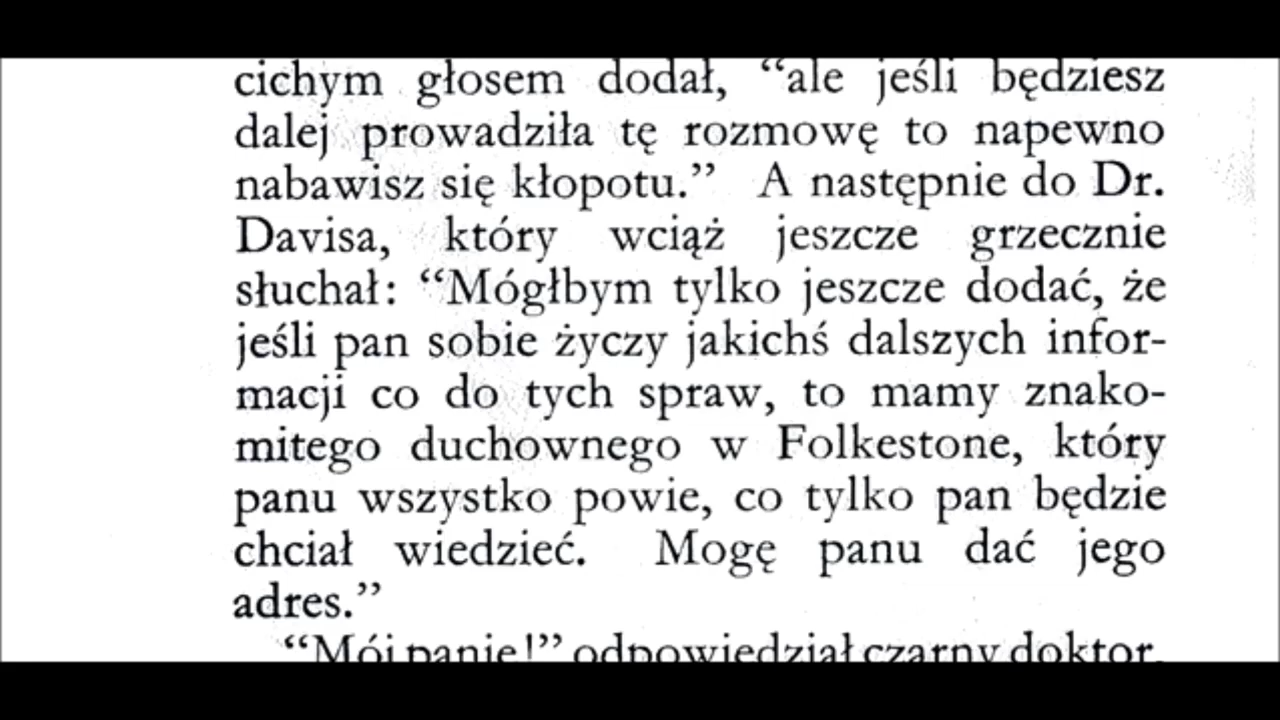 cichym głosem dodał, “ale jeśli będziesz
dalej prowadziła tę rozmowę to napewno
nabawisz się kłopotu.” A następnie do Dr.
Davisa, który wciąż jeszcze grzecznie
słuchał: “Mógłbym tylko jeszcze dodać, że
jeśli pan sobie życzy jakichś dalszych infor-
macji co do tych spraw, to mamy znako-
mitego duchownego w Folkestone, który
panu wszystko powie, co tylko pan będzie
chciał wiedzieć. Mogę panu dać jego
adres.”
“Mój panie!” odpowiedział czarny doktor,